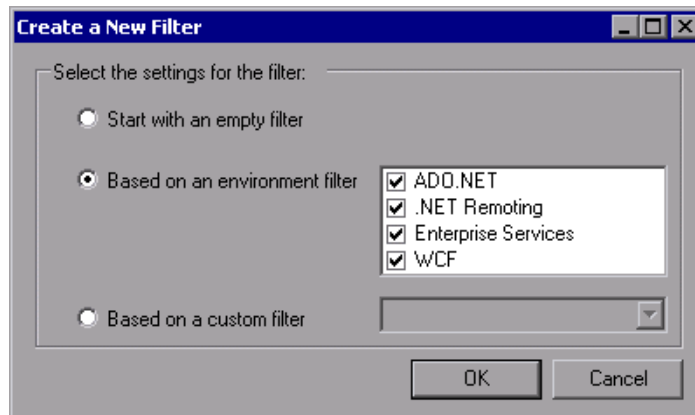 Create a New Filter
Select the settings for the filter:
Start with an empty filter
Based on an environment filter
ADO.NET
.NET Remoting
Enterprise Services
WCF
Based on a custom filter
OK Cancel